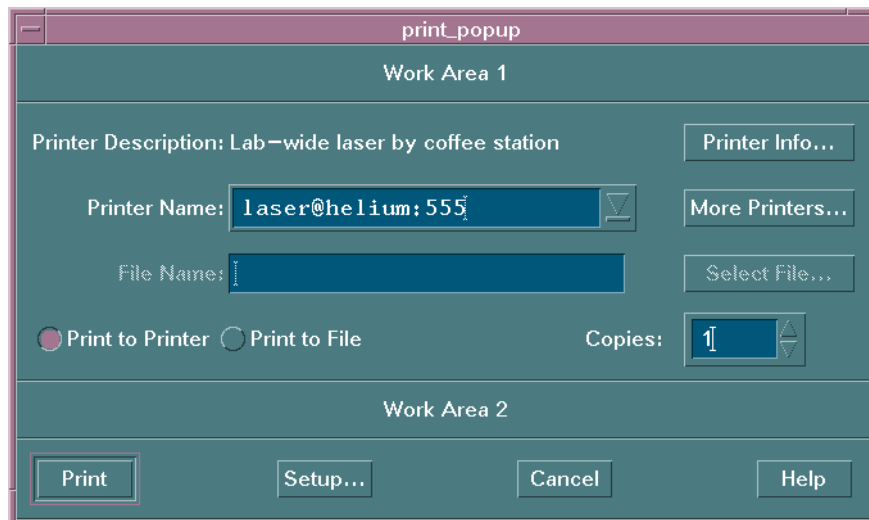 print_popup
Work Area 1
Printer Description: Lab-wide laser by coffee station
Printer Info...
Printer Name: laser@helium:555
More Printers...
File Name:
Select File...
Print to Printer Print to File
Copies: 1
Work Area 2
Print Setup... Cancel Help